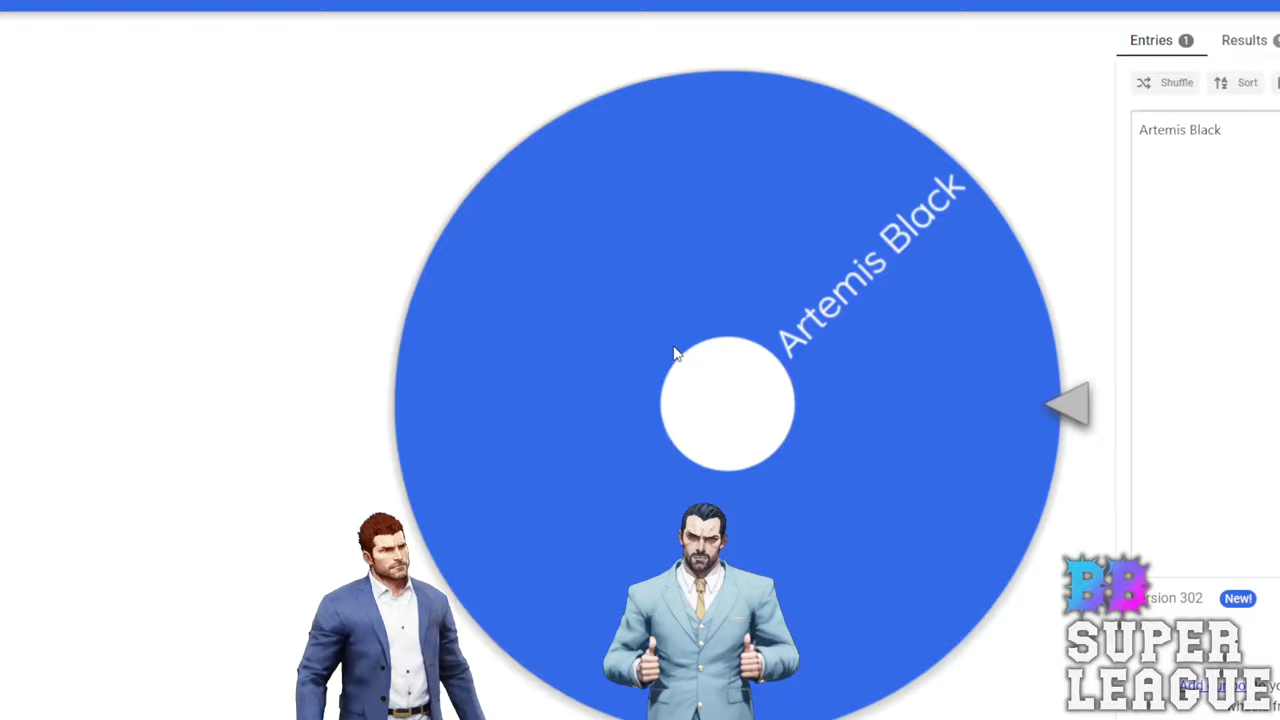 Entries 1 Results
Shuffle Sort
Artemis Black
Artemis Black
rsion 302 New!
BB
SUPER
LEAGUE